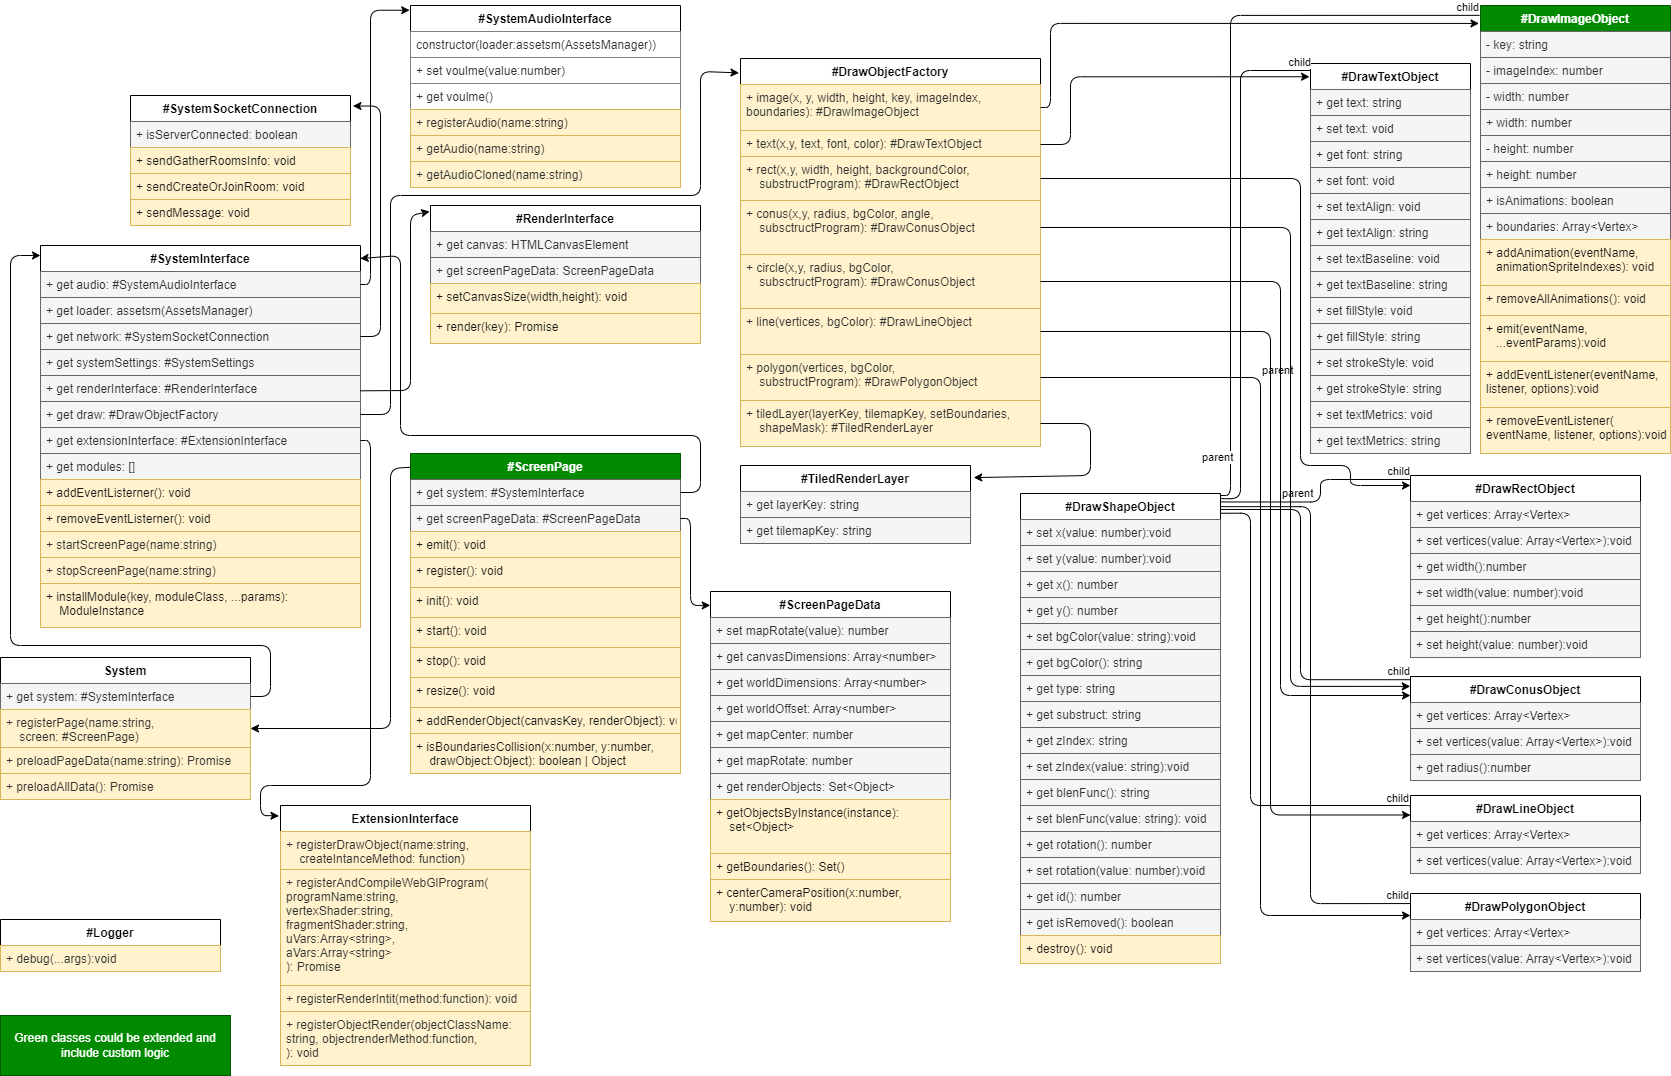 #SystemAudioInterface
constructor(loader:assetsm(AssetsManager))
+ set voulme(value:number)
+ get voulme()
+ registerAudio(name:string)
+ getAudio(name:string)
+ getAudioCloned(name:string)
#SystemSocketConnection
+ isServerConnected: boolean
+ sendGatherRoomsInfo: void
+ sendCreateOrJoinRoom: void
+ sendMessage: void
#SystemInterface
+ get audio: #SystemAudioInterface
+ get loader: assetsm(AssetsManager)
+ get network: #SystemSocketConnection
+ get systemSettings: #SystemSettings
+ get renderInterface: #RenderInterface
+ get draw: #DrawObjectFactory
+ get extensionInterface: #ExtensionInterface
+ get modules: []
+ addEventListerner(): void
+ removeEventListerner(): void
+ startScreenPage(name:string)
+ stopScreenPage(name:string)
+ installModule(key, moduleClass, ...params):
ModuleInstance
System
+ get system: #SystemInterface
+ registerPage(name:string,
screen: #ScreenPage)
+ preloadPageData(name:string): Promise
+ preloadAllData(): Promise
#Logger
+ debug(...args):void
Green classes could be extended and
include custom logic
#RenderInterface
+ get canvas: HTMLCanvasElement
+ get screenPageData: ScreenPageData
+ setCanvasSize(width,height): void
+ render(key): Promise
#ScreenPage
+ get system: #SystemInterface
+ get screenPageData: #ScreenPageData
+ emit(): void
+ register(): void
+ init(): void
+ start(): void
+ stop(): void
+ resize(): void
+ addRenderObject(canvasKey, renderObject):
+ isBoundariesCollision(x:number, y:number,
drawObject:Object): boolean | Object
ExtensionInterface
+ registerDrawObject(name:string,
createIntanceMethod: function)
+ registerAndCompileWebGlProgram(
programName:string,
vertexShader:string,
fragmentShader:string,
uVars:Array<string>,
aVars:Array<string>
): Promise
+ registerRenderIntit(method:function): void
+ registerObjectRender(objectClassName:
string, objectrenderMethod:function,
): void
#DrawObjectFactory
+ image(x, y, width, height, key, imageIndex,
boundaries): #DrawImageObject
+ text(x,y, text, font, color): #DrawTextObject
+ rect(x,y, width, height, backgroundColor,
substructProgram): #DrawRectObject
+ conus(x,y, radius, bgColor, angle,
subsctructProgram): #DrawConusObject
+ circle(x,y, radius, bgColor,
subsctructProgram): #DrawConusObject
+ line(vertices, bgColor): #DrawLineObject
+ polygon(vertices, bgColor,
substructProgram): #DrawPolygonObject
+ tiledLayer(layerKey, tilemapKey, setBoundaries,
shapeMask): #TiledRenderLayer
#TiledRenderLayer
+ get layerKey: string
+ get tilemapKey: string
#ScreenPageData
+ set mapRotate(value): number
+ get canvasDimensions: Array<number>
+ get worldDimensions: Array<number>
+ get worldOffset: Array<number>
+ get mapCenter: number
+ get mapRotate: number
+ get renderObjects: Set<Object>
+ getObjectsByInstance(instance):
set<Object>
+ getBoundaries(): Set()
+ centerCameraPosition(x:number,
y:number): void
#DrawShapeObject
+ set x(value: number):void
+ set y(value: number):void
+ get x(): number
+ get y(): number
+ set bgColor(value: string):void
+ get bgColor(): string
+ get type: string
+ get substruct: string
+ get zIndex: string
+ set zIndex(value: string):void
+ get blenFunc(): string
+ set blenFunc(value: string): void
+ get rotation(): number
+ set rotation(value: number):void
+ get id(): number
+ get isRemoved(): boolean
+ destroy(): void
child
#DrawTextObject
+ get text: string
+ set text: void
+ get font: string
+ set font: void
+ set textAlign: void
+ get textAlign: string
+ set textBaseline: void
+ get textBaseline: string
+ set fillStyle: void
+ get fillStyle: string
+ set strokeStyle: void
+ get strokeStyle: string
+ set textMetrics: void
+ get textMetrics: string
child
#DrawImageObject
- key: string
- imageIndex: number
- width: number
+ width: number
- height: number
+ height: number
+ isAnimations: boolean
+ boundaries: Array<Vertex>
+ addAnimation(eventName,
animationSpriteIndexes): void
+ removeAllAnimations(): void
+ emit(eventName,
...eventParams):void
+ addEventListener(eventName,
listener, options):void
+ removeEventListener(
eventName, listener, options):void
parent
parent
parent
child
#DrawRectObject
+ get vertices: Array<Vertex>
+ set vertices(value: Array<Vertex>):void
+ get width():number
+ set width(value: number):void
+ get height():number
+ set height(value: number):void
child
#DrawConusObject
+ get vertices: Array<Vertex>
+ set vertices(value: Array<Vertex>):void
+ get radius():number
child
#DrawLineObject
+ get vertices: Array<Vertex>
+ set vertices(value: Array<Vertex>):void
child
#DrawPolygonObject
+ get vertices: Array<Vertex>
+ set vertices(value: Array<Vertex>):void